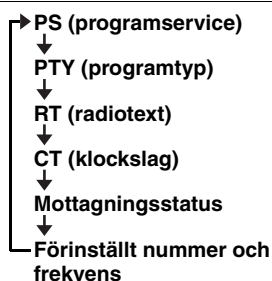 PS (programservice)
PTY (programtyp)
RT (radiotext)
CT (klockslag)
Mottagningsstatus
Förinställt nummer och
frekvens